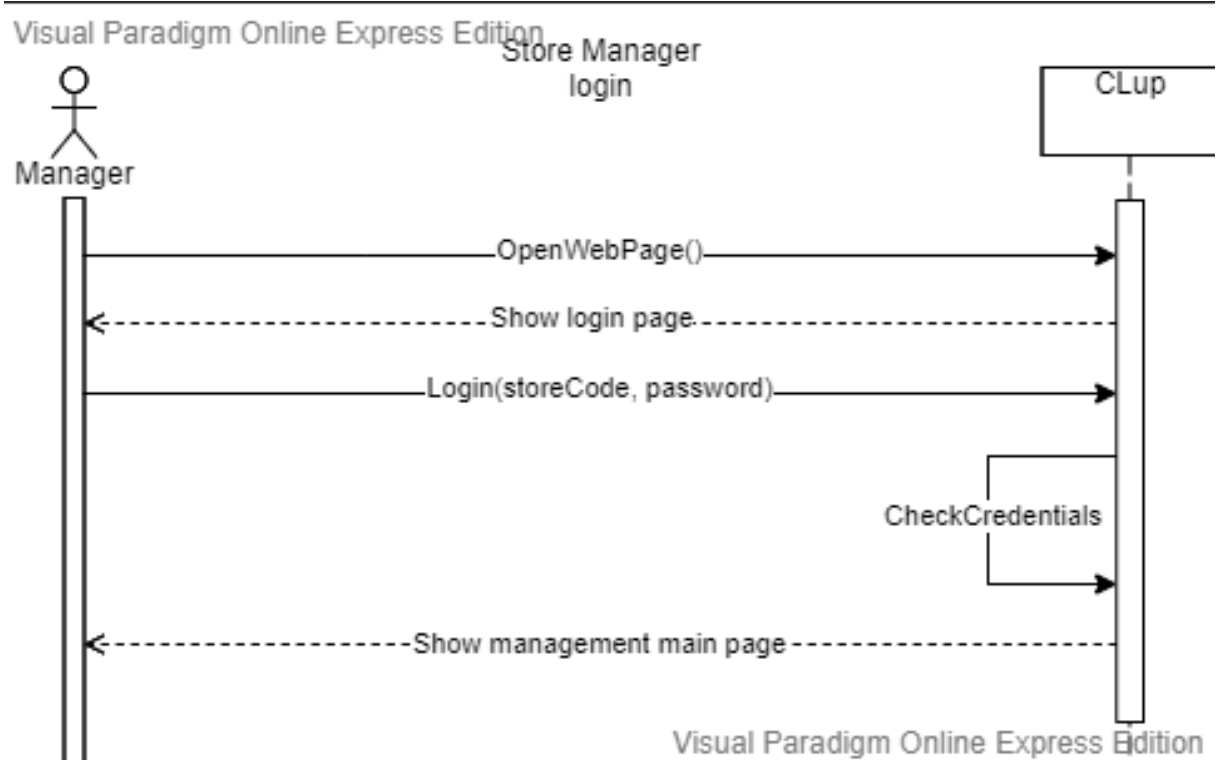 Visual Paradigm Online Express Edition
Store Manager
login
CLup
Manager
OpenWebPage()
Show login page
Login(storeCode, password)
CheckCredentials
Show management main page
Visual Paradigm Online Express Edition